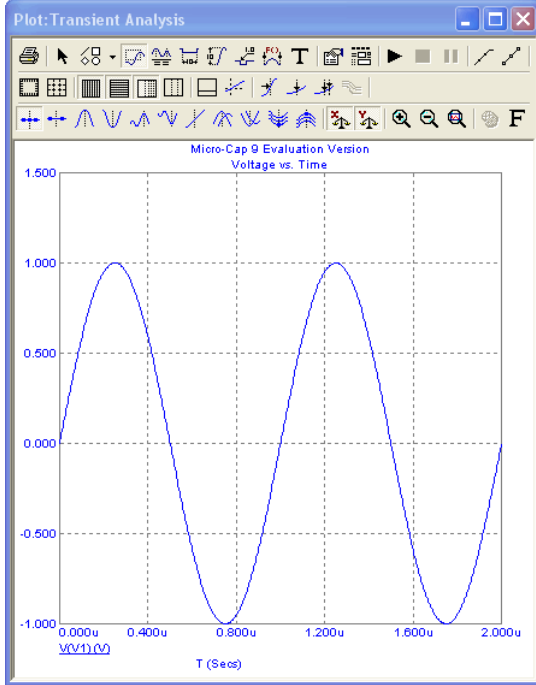 Plot:Transient Analysis
T
F
Micro-Cap 9 Evaluation Version
Voltage vs. Time
1.500
1.000
0.500
0.000
-0.500
-1.000
0.000u 0.400u 0.800u 1.200u 1.600u 2.000u
V(V1) (V)
T (Secs)